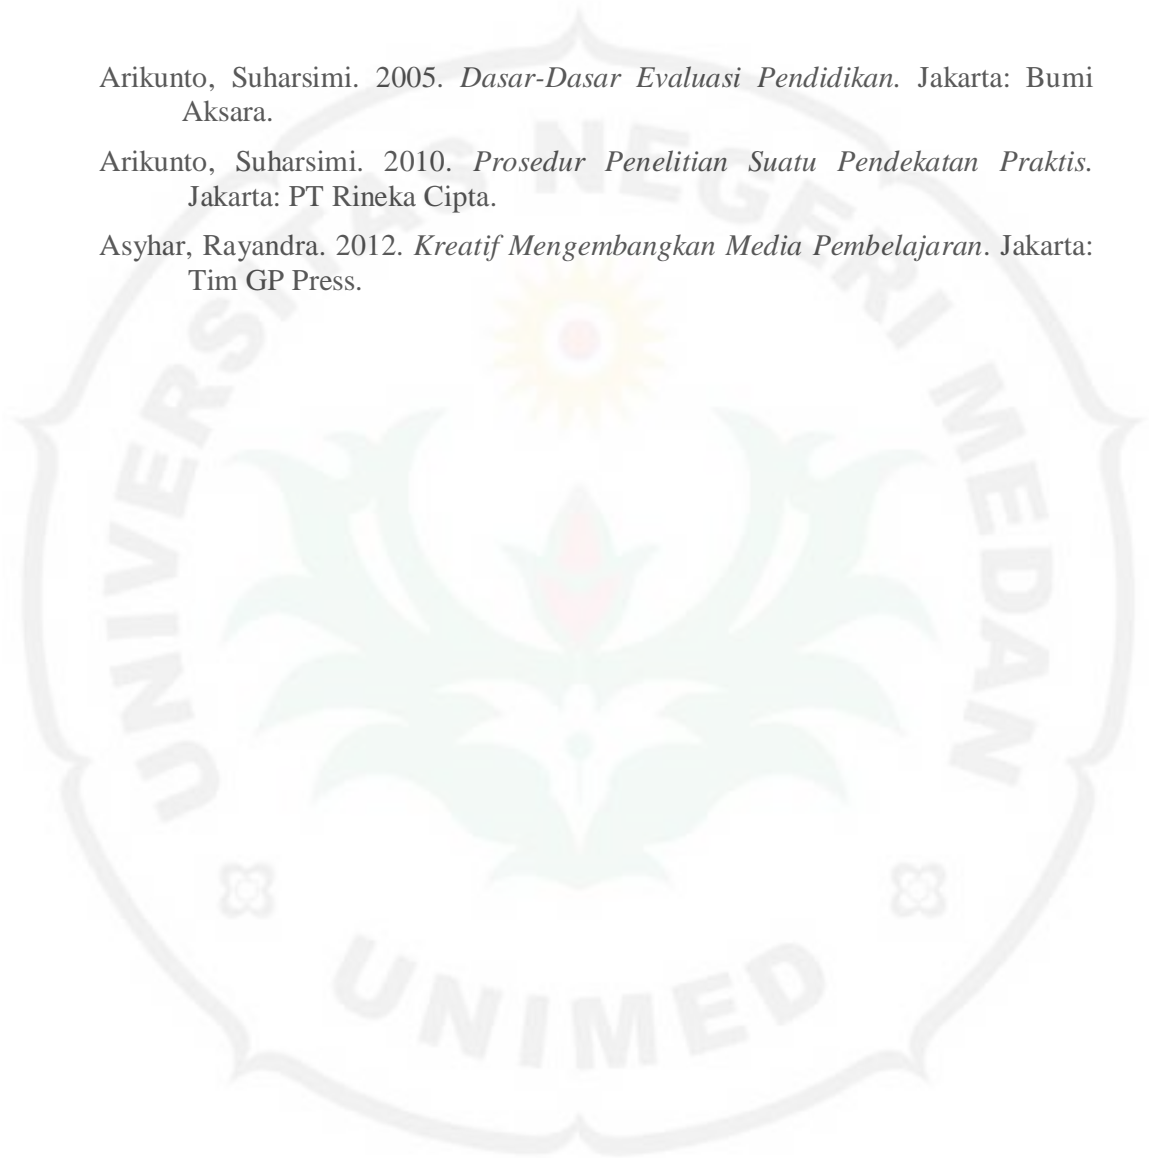 Arikunto, Suharsimi. 2005. Dasar-Dasar Evaluasi Pendidikan. Jakarta: Bumi
Aksara.
Arikunto, Suharsimi. 2010. Prosedur Penelitian Suatu Pendekatan Praktis.
Jakarta: PT Rineka Cipta.
Asyhar, Rayandra. 2012. Kreatif Mengembangkan Media Pembelajaran. Jakarta:
Tim GP Press.
UNIVERSITAS NEGERI MEDAN
UNIMED